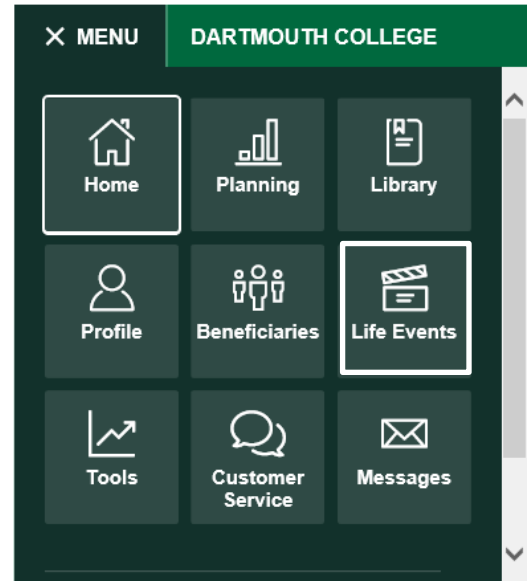 X MENU DARTMOUTH COLLEGE
Home Planning Library
Profile Beneficiaries Life Events
Tools Customer Service Messages